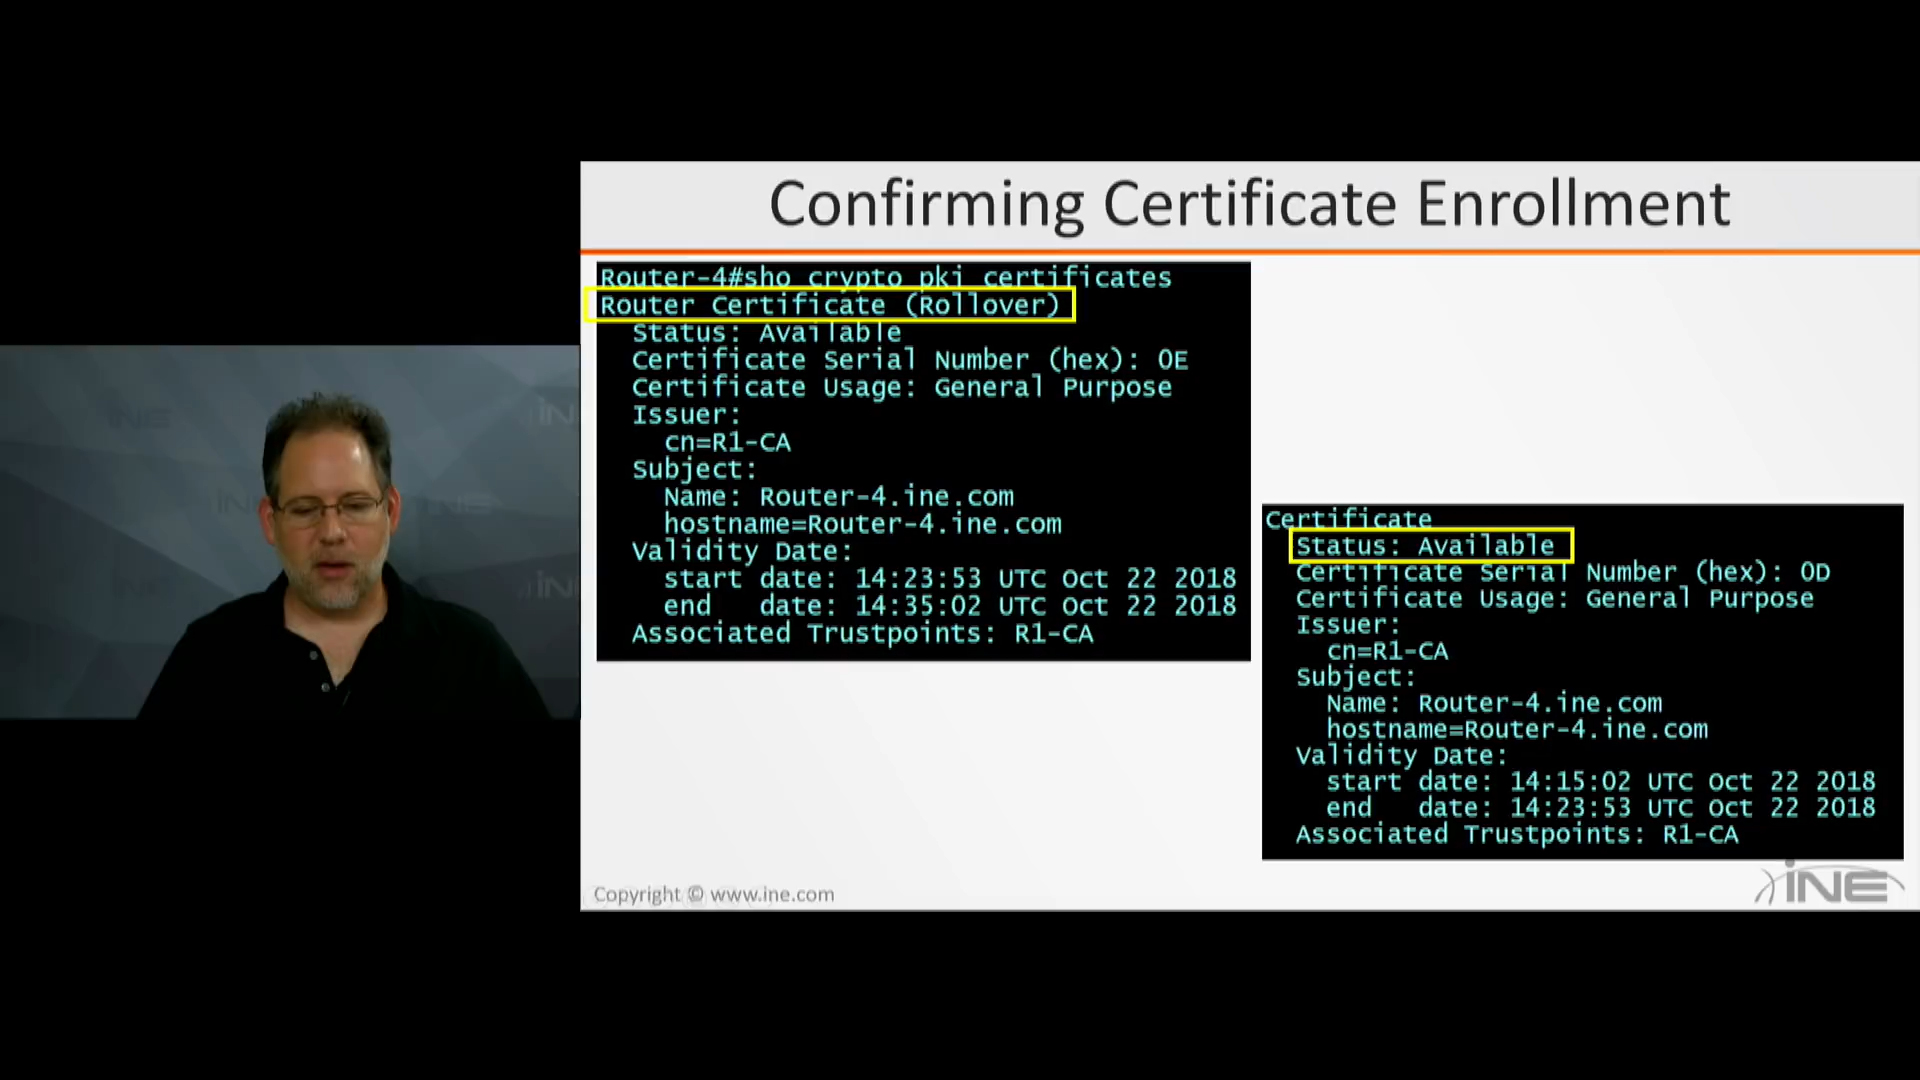 Confirming Certificate Enrollment
Router-4#sho crypto pki certificates
Router Certificate (Rollover)
Status: Available
Certificate Serial Number (hex): 0E
Certificate Usage: General Purpose
Issuer:
cn=R1-CA
Subject:
Name: Router-4.ine.com
hostname=Router-4.ine.com
Validity Date:
start date: 14:23:53 UTC Oct 22 2018
end date: 14:35:02 UTC Oct 22 2018
Associated Trustpoints: R1-CA
Certificate
Status: Available
Certificate Serial Number (hex): 0D
Certificate Usage: General Purpose
Issuer:
cn=R1-CA
Subject:
Name: Router-4.ine.com
hostname=Router-4.ine.com
Validity Date:
start date: 14:15:02 UTC Oct 22 2018
end date: 14:23:53 UTC Oct 22 2018
Associated Trustpoints: R1-CA
Copyright © www.ine.com
iNE
iNE
iNE
iNE
iNE